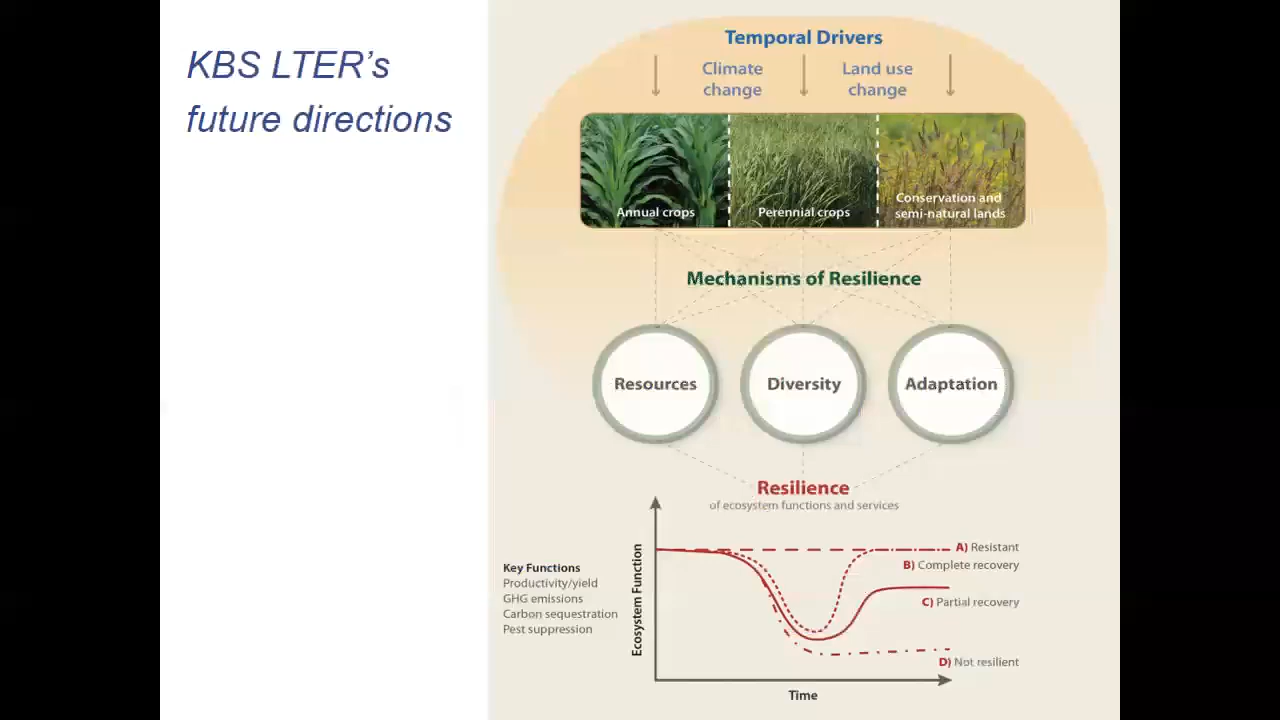 KBS LTER's
future directions
Temporal Drivers
Climate
change
Land use
change
Annual crops
Perennial crops
Conservation and
semi-natural lands
Mechanisms of Resilience
Resources
Diversity
Adaptation
Resilience
of ecosystem functions and services
Key Functions
Productivity/yield
GHG emissions
Carbon sequestration
Pest suppression
Ecosystem Function
A) Resistant
B) Complete recovery
C) Partial recovery
D) Not resilient
Time